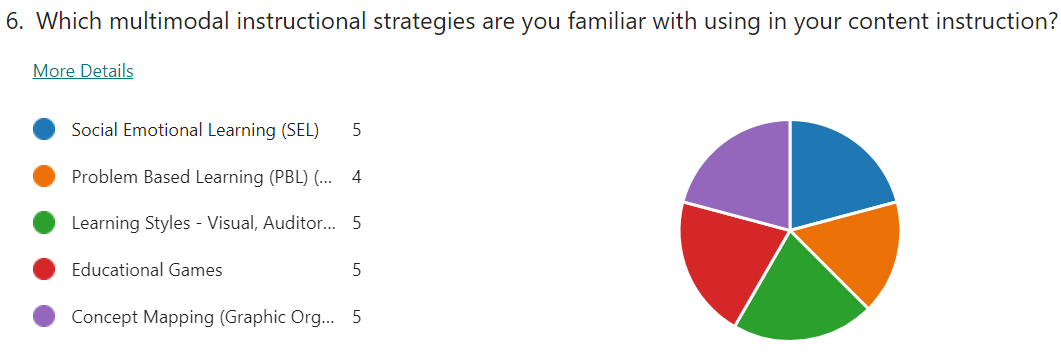 6. Which multimodal instructional strategies are you familiar with using in your content instruction?
More Details
Social Emotional Learning (SEL) 5
Problem Based Learning (PBL) (... 4
Learning Styles - Visual, Auditor... 5
Educational Games 5
Concept Mapping (Graphic Org... 5